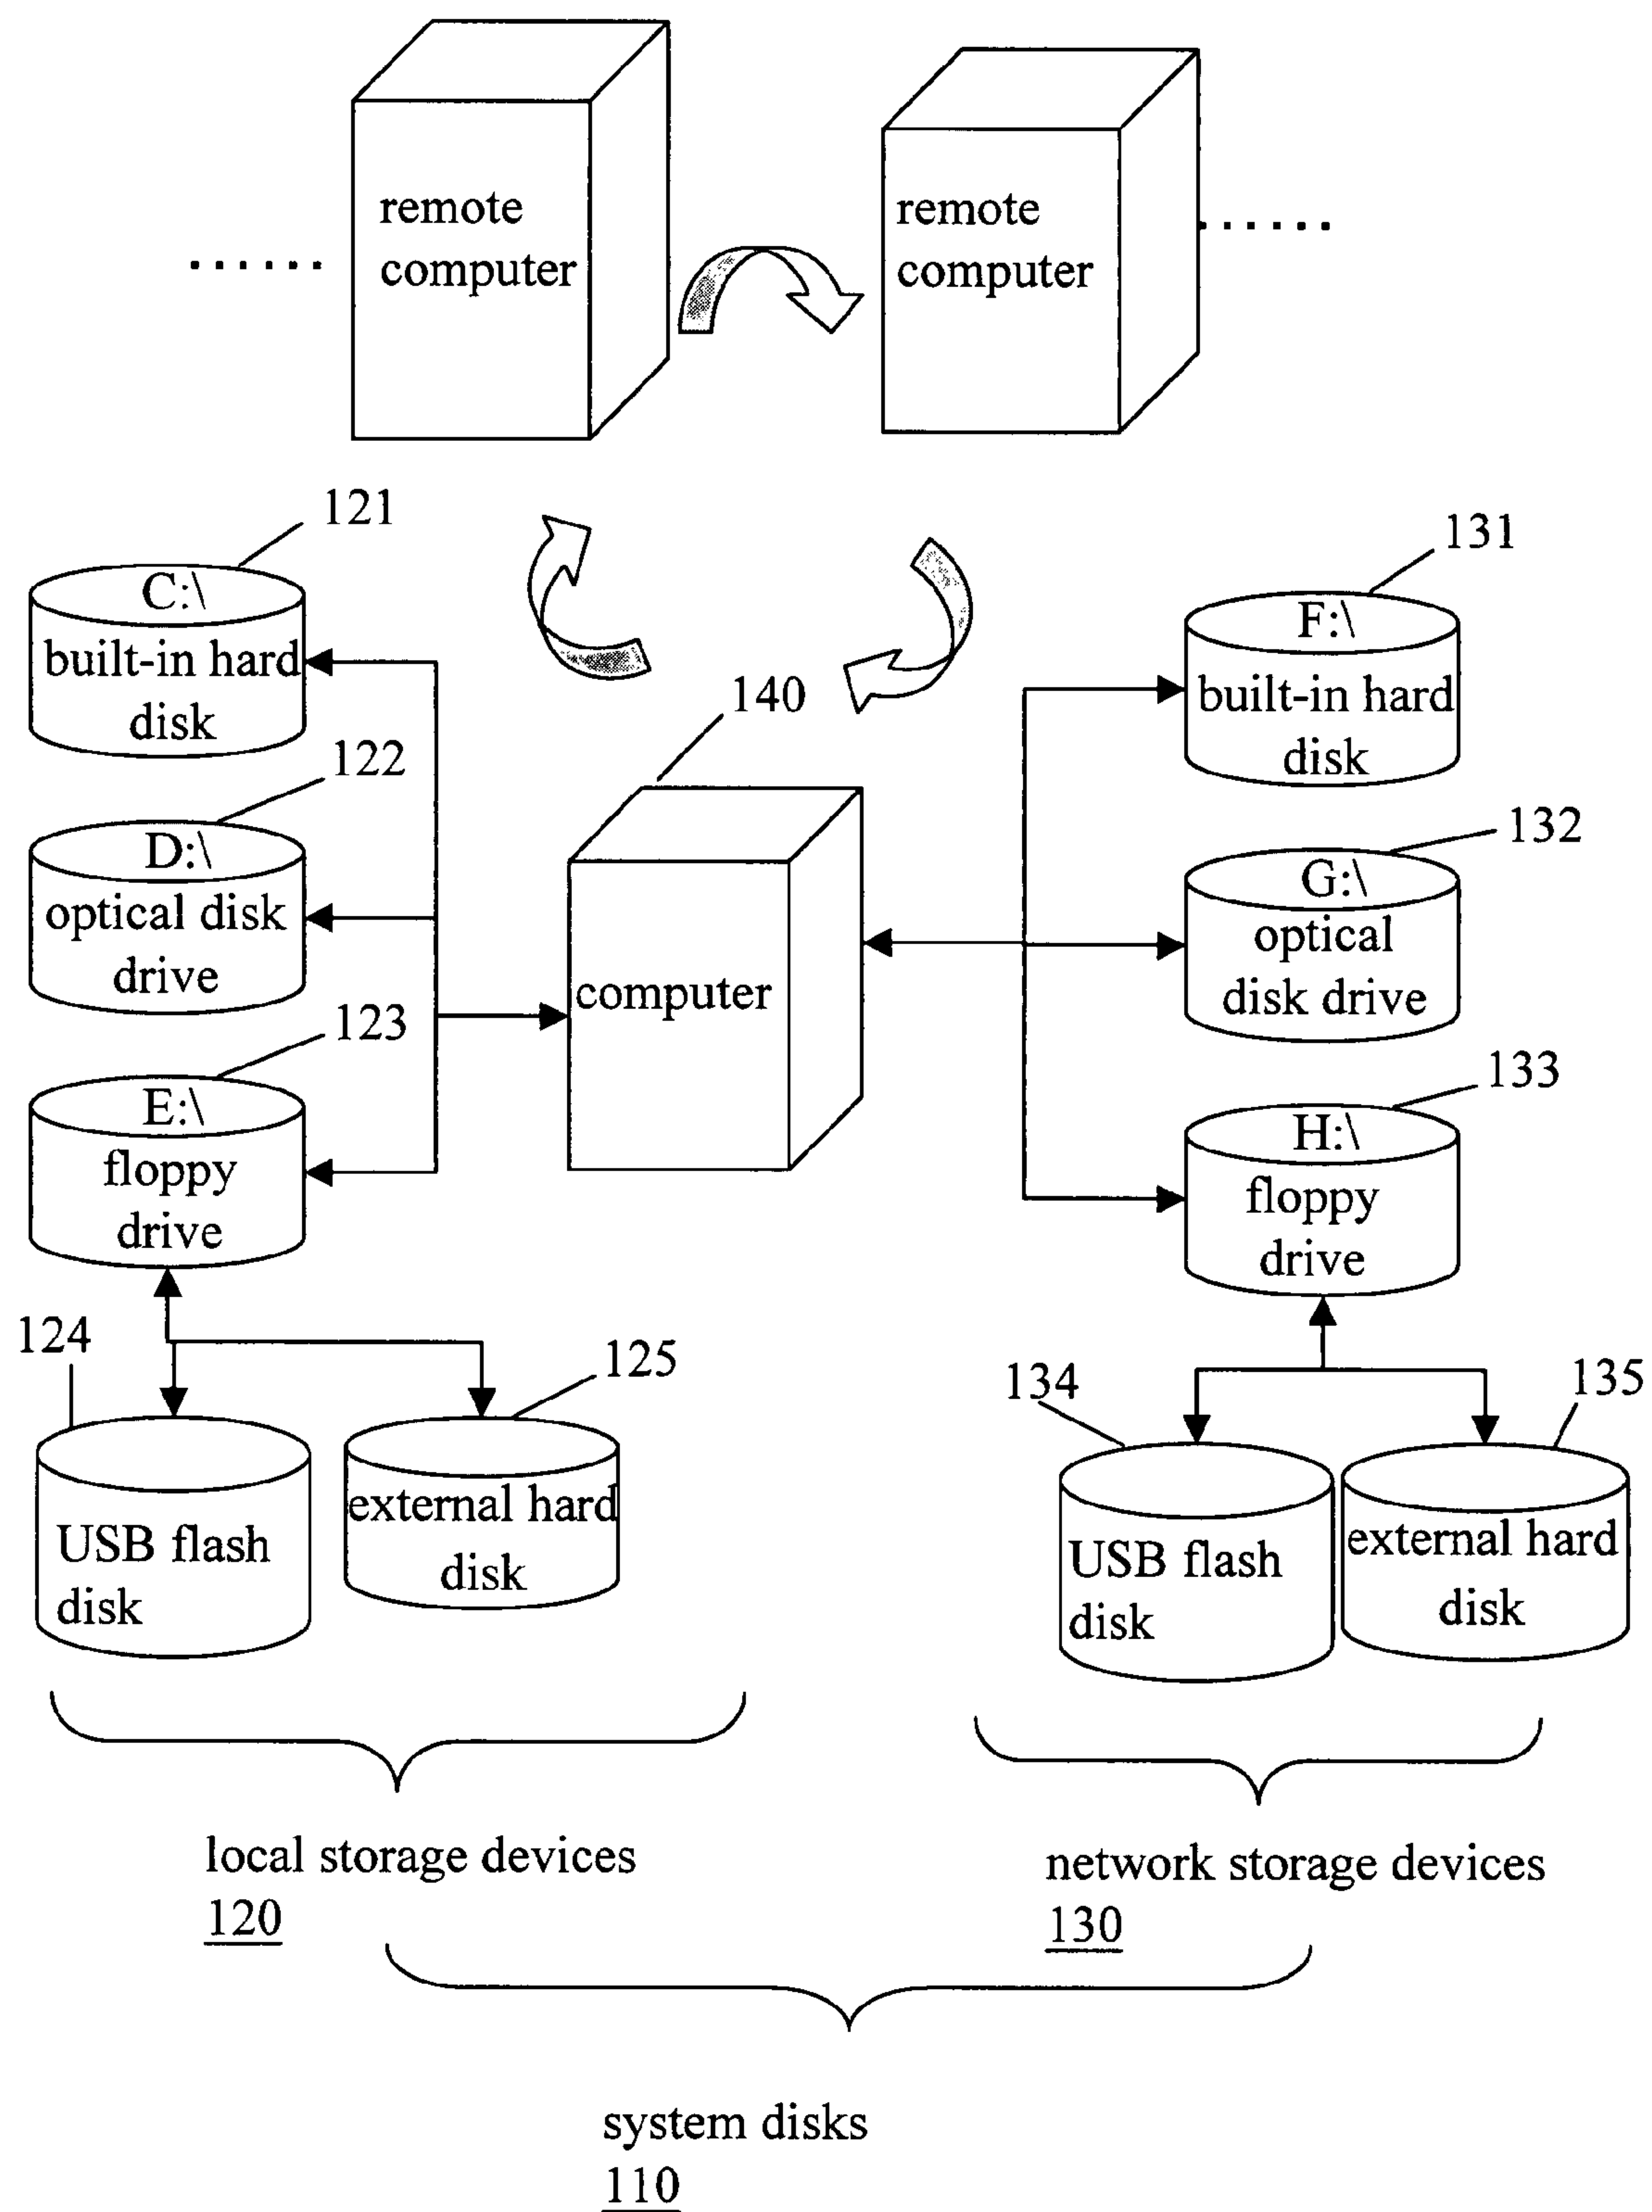 remote
computer
remote
computer
......
......
121
C:\
built-in hard
disk
122
D:\
optical disk
drive
123
E:\
floppy
drive
124
USB flash
disk
125
external hard
disk
140
computer
131
F:\
built-in hard
disk
132
G:\
optical
disk drive
133
H:\
floppy
drive
134
USB flash
disk
135
external hard
disk
local storage devices
120
network storage devices
130
system disks
110